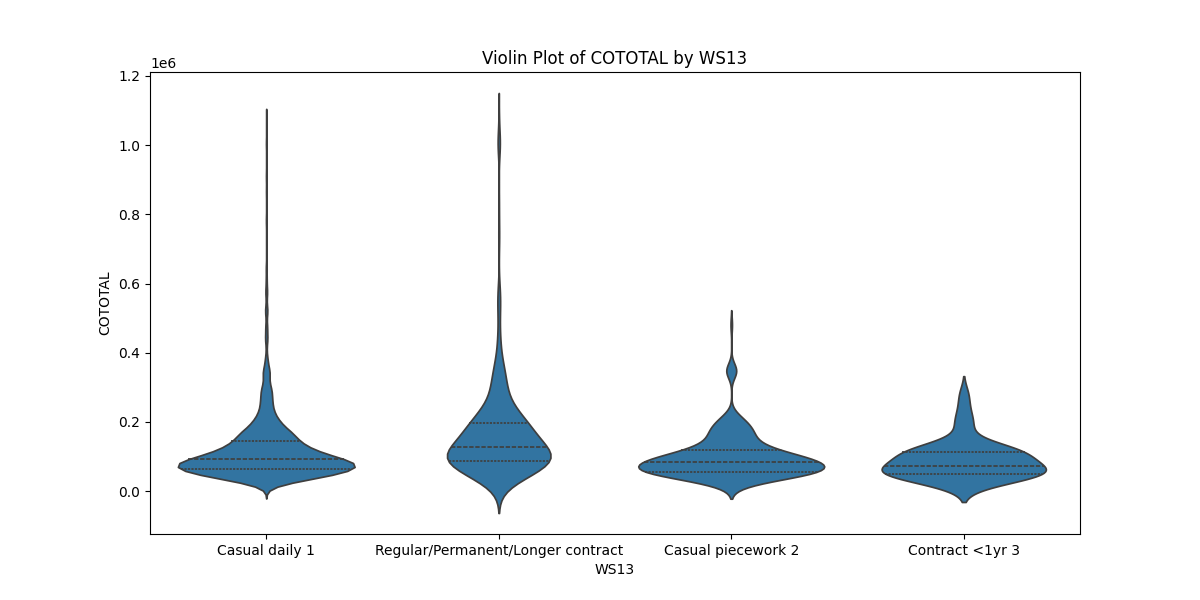 Violin Plot of COTOTAL by WS13
1e6
1.2
1.0
0.8
0.6
0.4
0.2
0.0
COTOTAL
Casual daily 1
Regular/Permanent/Longer contract
Casual piecework 2
Contract <1yr 3
WS13